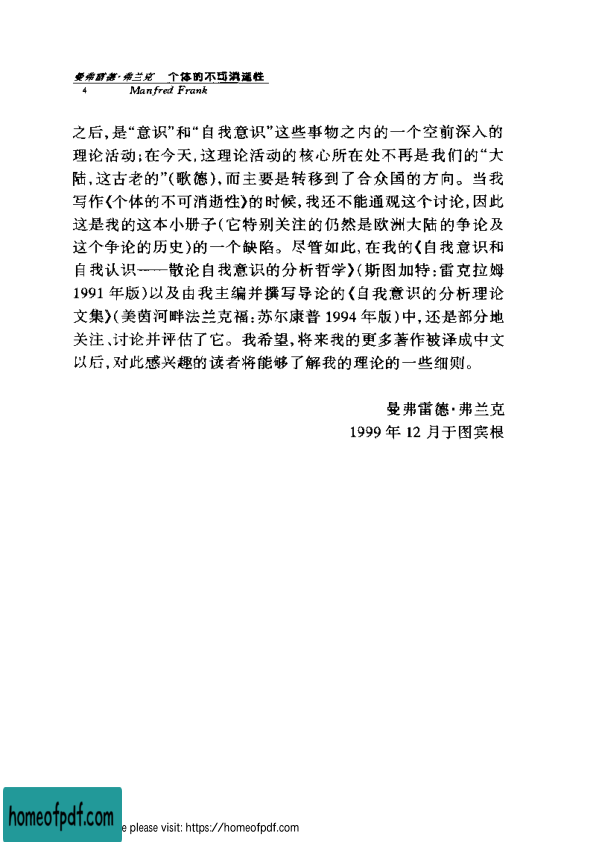 曼弗雷德·弗兰克 个体的不可消逝性
4 Manfred Frank
之后,是“意识”和“自我意识”这些事物之内的一个空前深入的
理论活动;在今天,这理论活动的核心所在处不再是我们的“大
陆,这古老的”(歌德),而主要是转移到了合众国的方向。当我
写作《个体的不可消逝性》的时候,我还不能通观这个讨论,因此
这是我的这本小册子(它特别关注的仍然是欧洲大陆的争论及
这个争论的历史)的一个缺陷。尽管如此,在我的《自我意识和
自我认识——散论自我意识的分析哲学》(斯图加特:雷克拉姆
1991年版)以及由我主编并撰写导论的《自我意识的分析理论
文集》(美茵河畔法兰克福:苏尔康普1994年版)中,还是部分地
关注、讨论并评估了它。我希望,将来我的更多著作被译成中文
以后,对此感兴趣的读者将能够了解我的理论的一些细则。
曼弗雷德·弗兰克
1999年12月于图宾根
homeofpdf.com
e please visit: https://homeofpdf.com